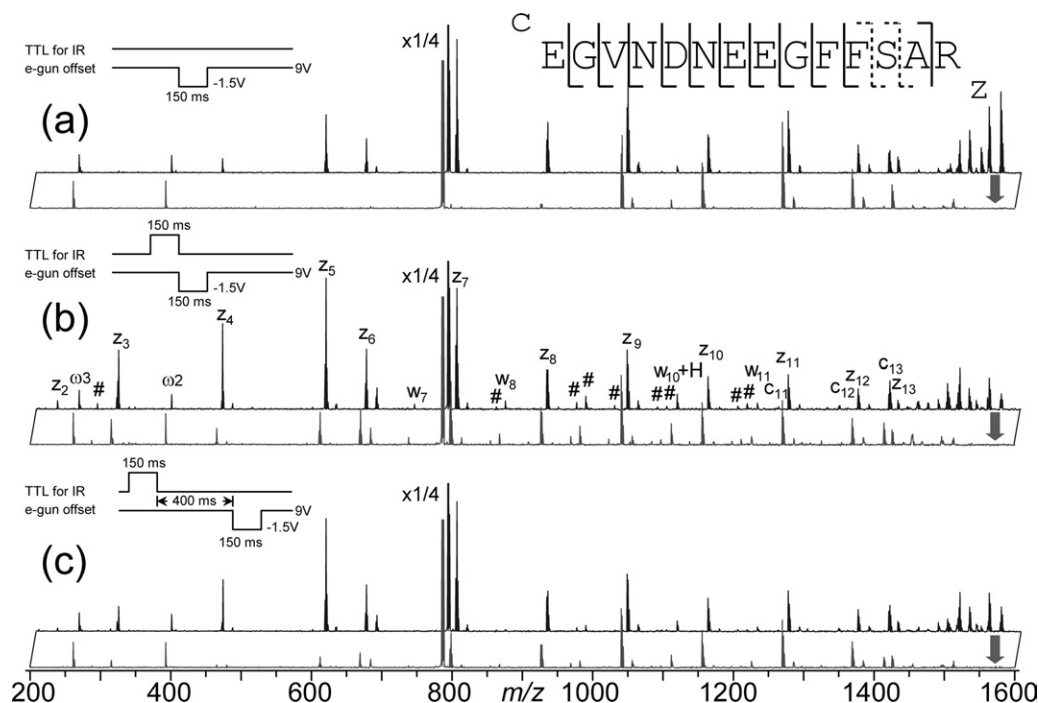 TTL for IR
e-gun offset
9V
-1.5V
150 ms
(a)
x1/4
C
EGVNDNEEGFFSAR
Z
150 ms
TTL for IR
e-gun offset
9V
-1.5V
150 ms
(b)
z2
ω3
#
z3
ω2
z4
z5
z6
w7
x1/4
z7
#
w8
z8
#
#
#
z9
#
#
w10+H
z10
#
#
w11
c11
z11
c12
z12
c13
z13
150 ms
TTL for IR
400 ms
e-gun offset
9V
-1.5V
150 ms
(c)
x1/4
200 400 600 800 m/z 1000 1200 1400 1600